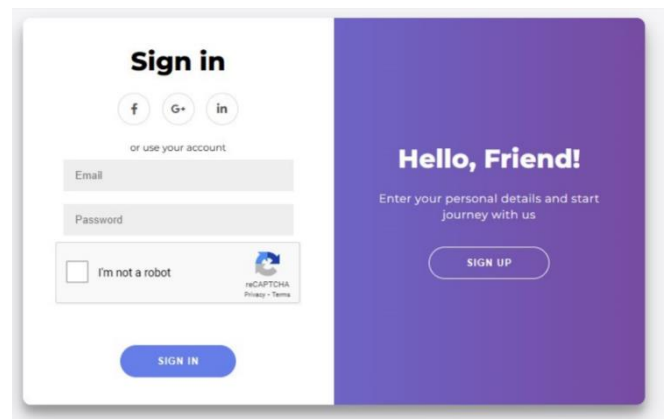 Sign in
f G+ in
or use your account
Email
Password
I'm not a robot
reCAPTCHA
Privacy - Terms
SIGN IN
Hello, Friend!
Enter your personal details and start
journey with us
SIGN UP